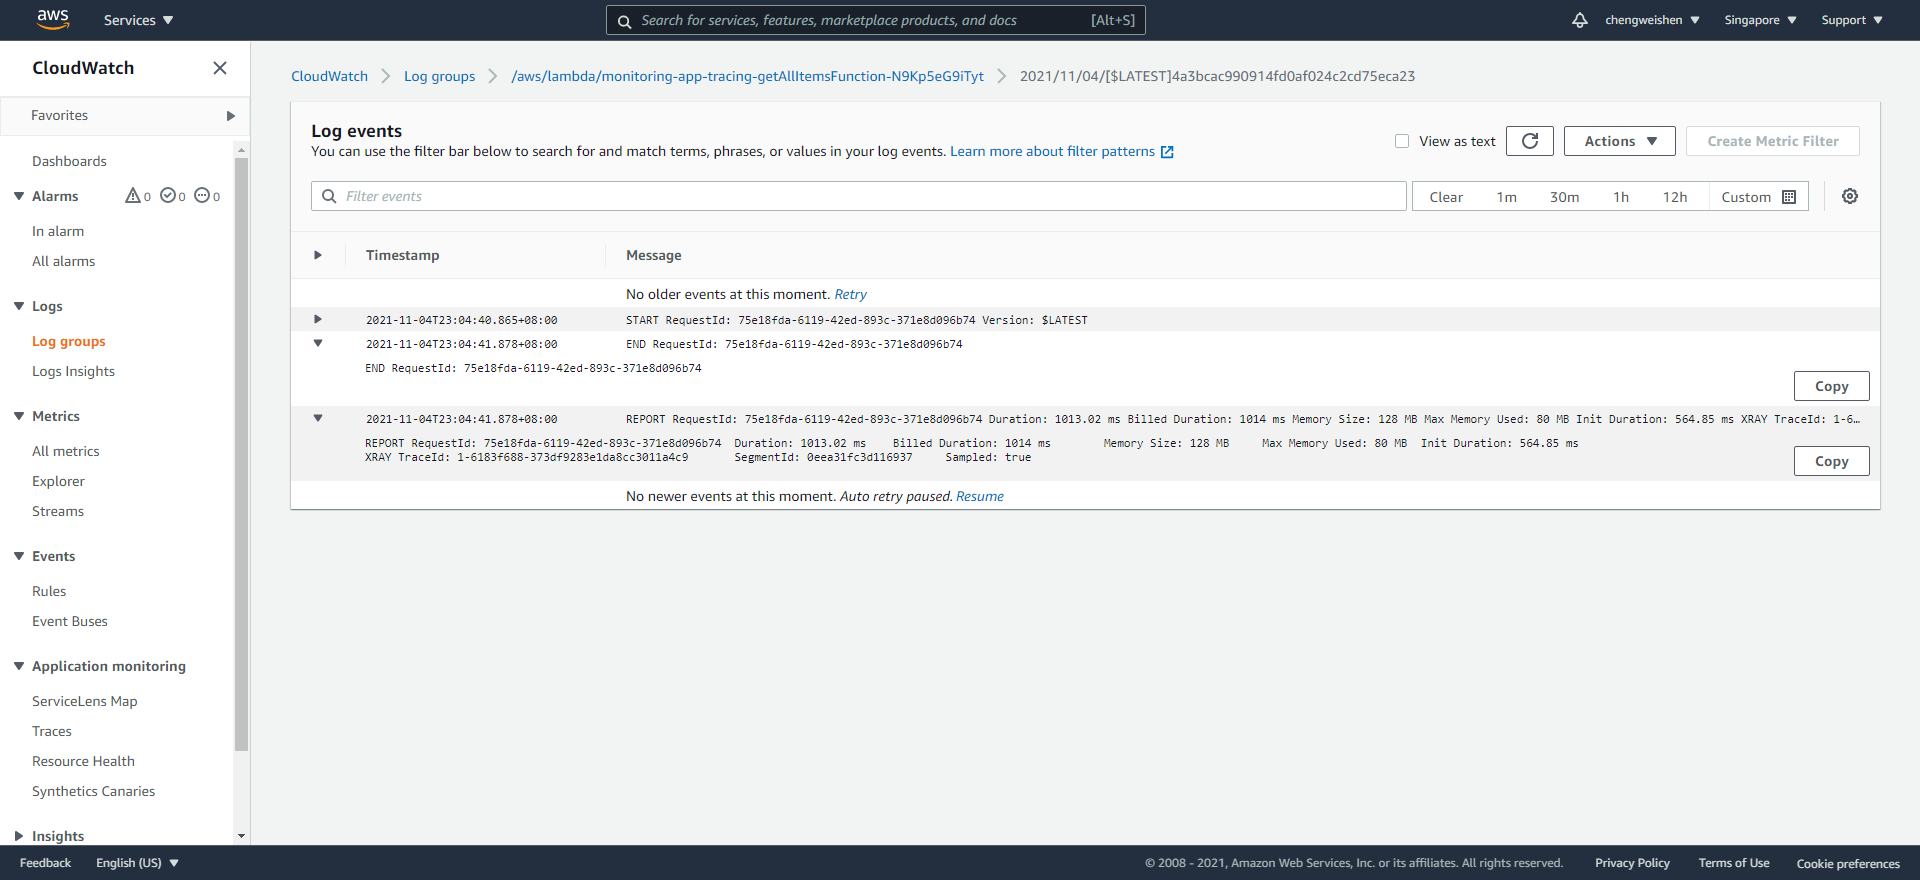 aws Services Search for services, features, marketplace products, and docs [Alt+S] chengweishen Singapore Support
CloudWatch
Favorites
Dashboards
Alarms 0 0 0
In alarm
All alarms
Logs
Log groups
Logs Insights
Metrics
All metrics
Explorer
Streams
Events
Rules
Event Buses
Application monitoring
ServiceLens Map
Traces
Resource Health
Synthetics Canaries
Insights
CloudWatch Log groups /aws/lambda/monitoring-app-tracing-getAllItemsFunction-N9Kp5eG9iTyt 2021/11/04/[$LATEST]4a3bcac990914fd0af024c2cd75eca23
Log events
You can use the filter bar below to search for and match terms, phrases, or values in your log events. Learn more about filter patterns
View as text Actions Create Metric Filter
Filter events Clear 1m 30m 1h 12h Custom
Timestamp Message
No older events at this moment. Retry
2021-11-04T23:04:40.865+08:00 START RequestId: 75e18fda-6119-42ed-893c-371e8d096b74 Version: $LATEST
2021-11-04T23:04:41.878+08:00 END RequestId: 75e18fda-6119-42ed-893c-371e8d096b74
END RequestId: 75e18fda-6119-42ed-893c-371e8d096b74
Copy
2021-11-04T23:04:41.878+08:00 REPORT RequestId: 75e18fda-6119-42ed-893c-371e8d096b74 Duration: 1013.02 ms Billed Duration: 1014 ms Memory Size: 128 MB Max Memory Used: 80 MB Init Duration: 564.85 ms XRAY TraceId: 1-6…
REPORT RequestId: 75e18fda-6119-42ed-893c-371e8d096b74 Duration: 1013.02 ms Billed Duration: 1014 ms Memory Size: 128 MB Max Memory Used: 80 MB Init Duration: 564.85 ms
XRAY TraceId: 1-6183f688-373df9283e1da8cc3011a4c9 SegmentId: 0eea31fc3d116937 Sampled: true
Copy
No newer events at this moment. Auto retry paused. Resume
Feedback English (US) © 2008 - 2021, Amazon Web Services, Inc. or its affiliates. All rights reserved. Privacy Policy Terms of Use Cookie preferences